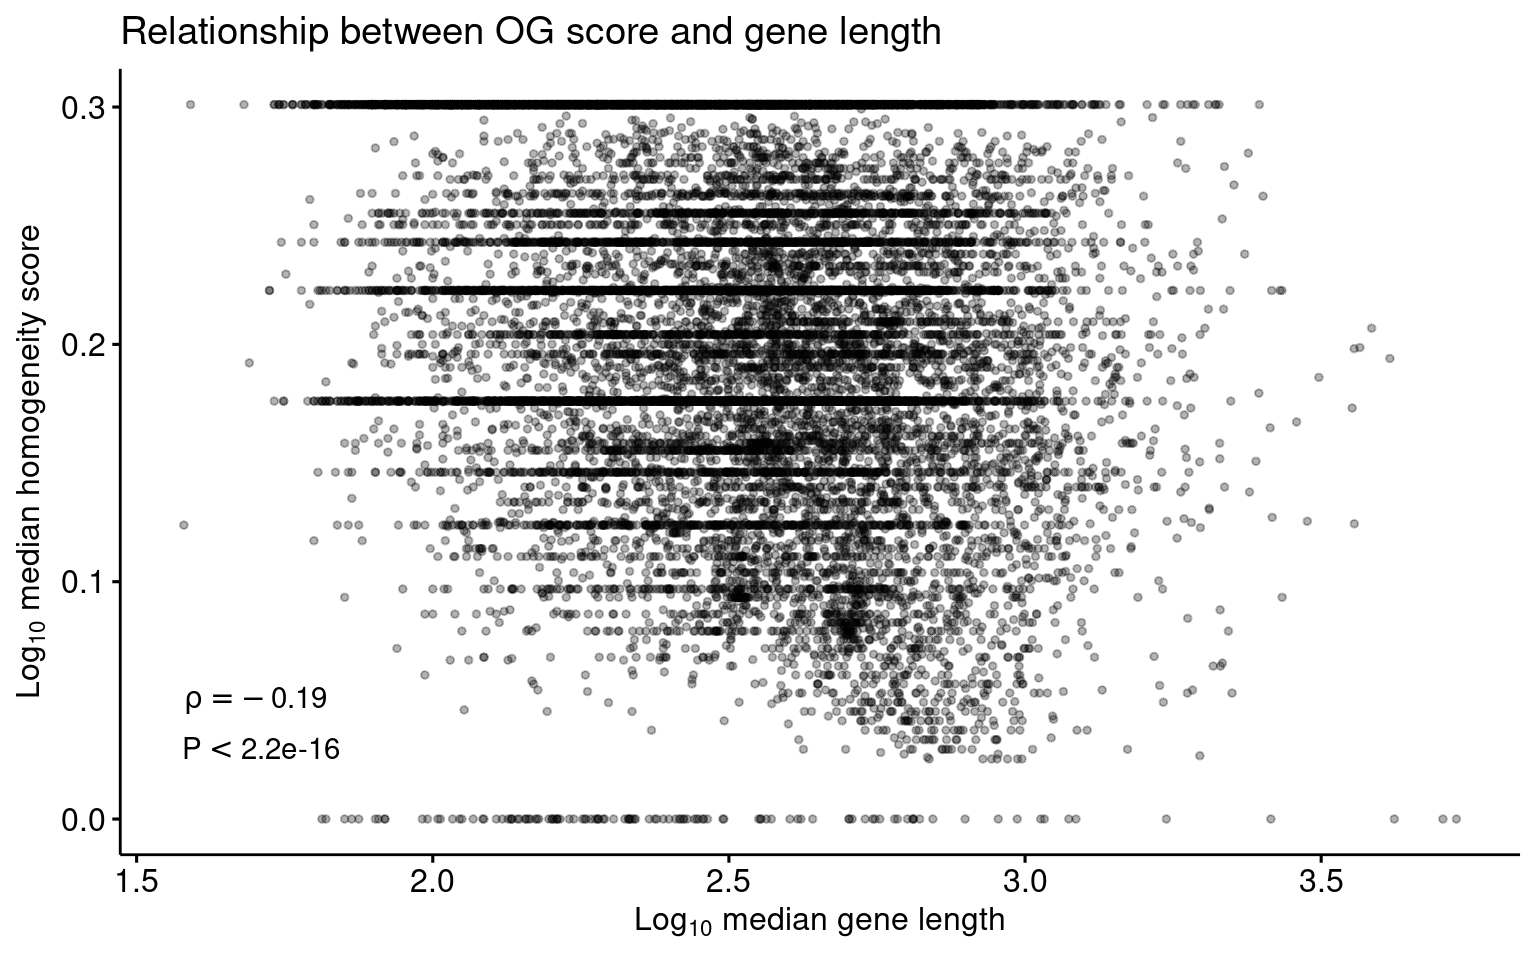 Relationship between OG score and gene length
Log10 median homogeneity score
0.3
0.2
0.1
0.0
ρ = − 0.19
P < 2.2e-16
1.5 2.0 2.5 3.0 3.5
Log10 median gene length